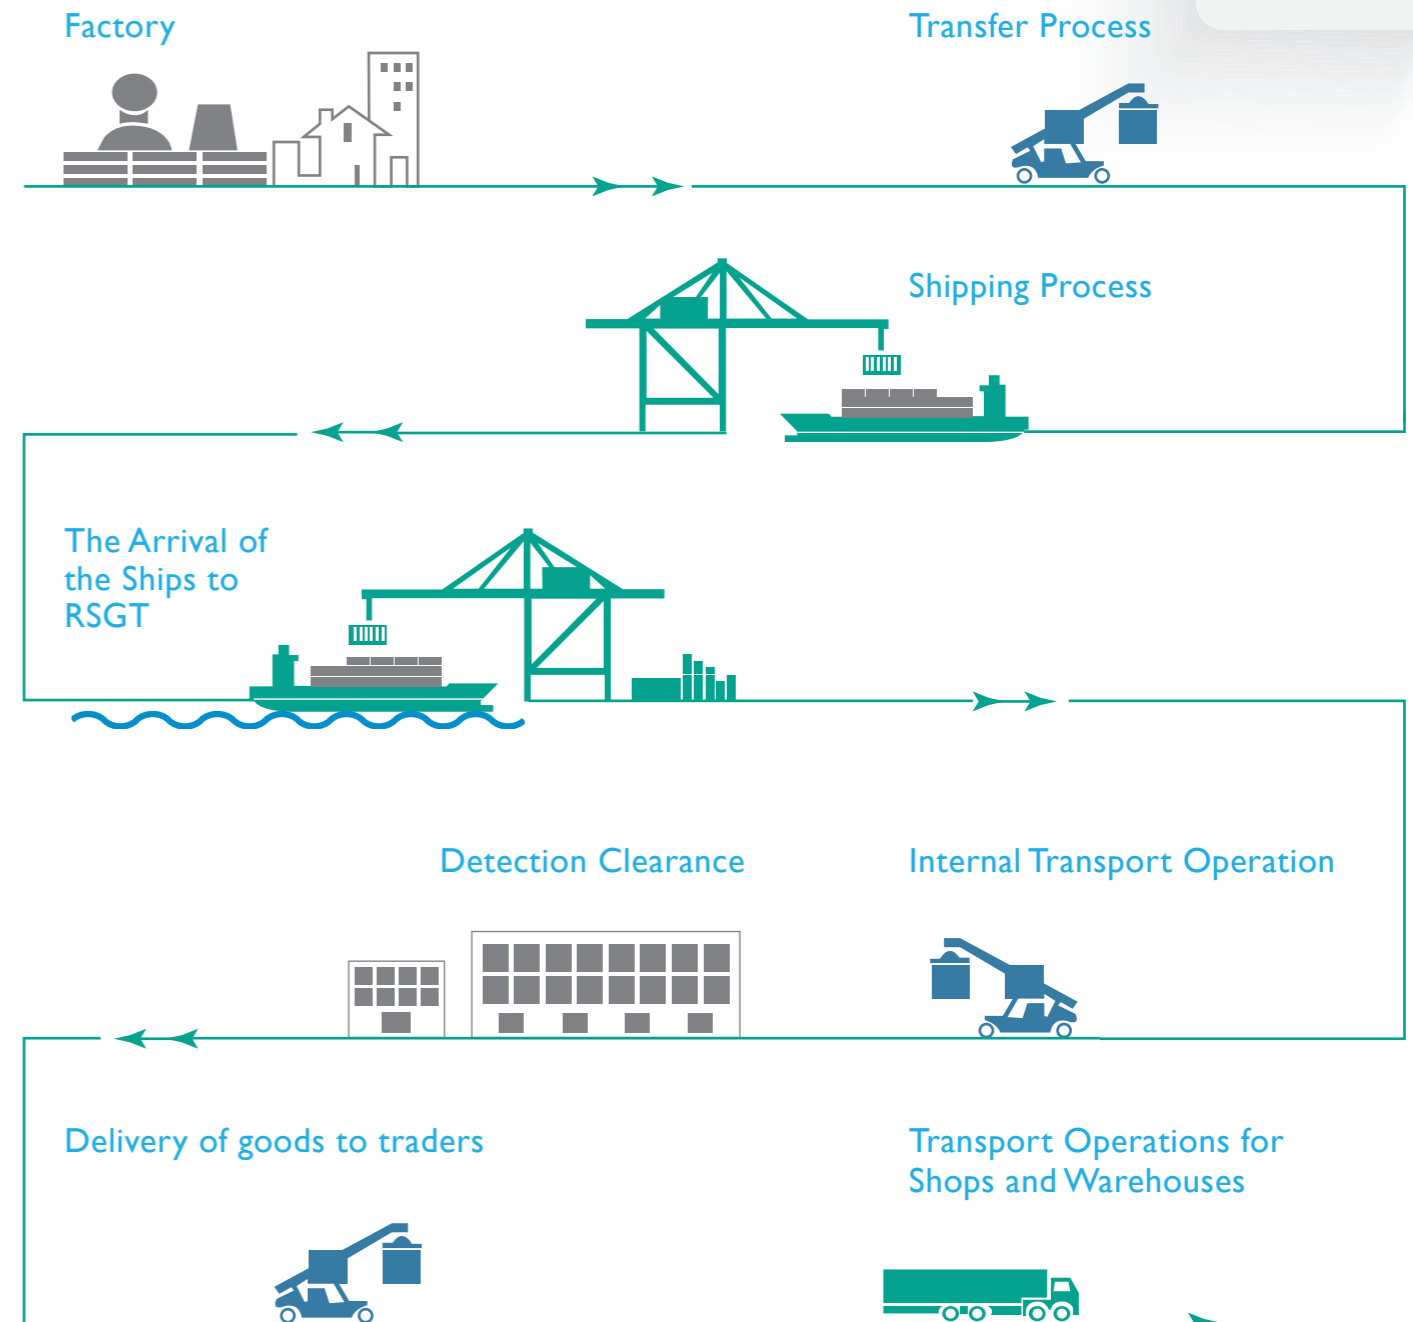 Factory
Transfer Process
Shipping Process
The Arrival of
the Ships to
RSGT
Detection Clearance
Internal Transport Operation
Delivery of goods to traders
Transport Operations for
Shops and Warehouses